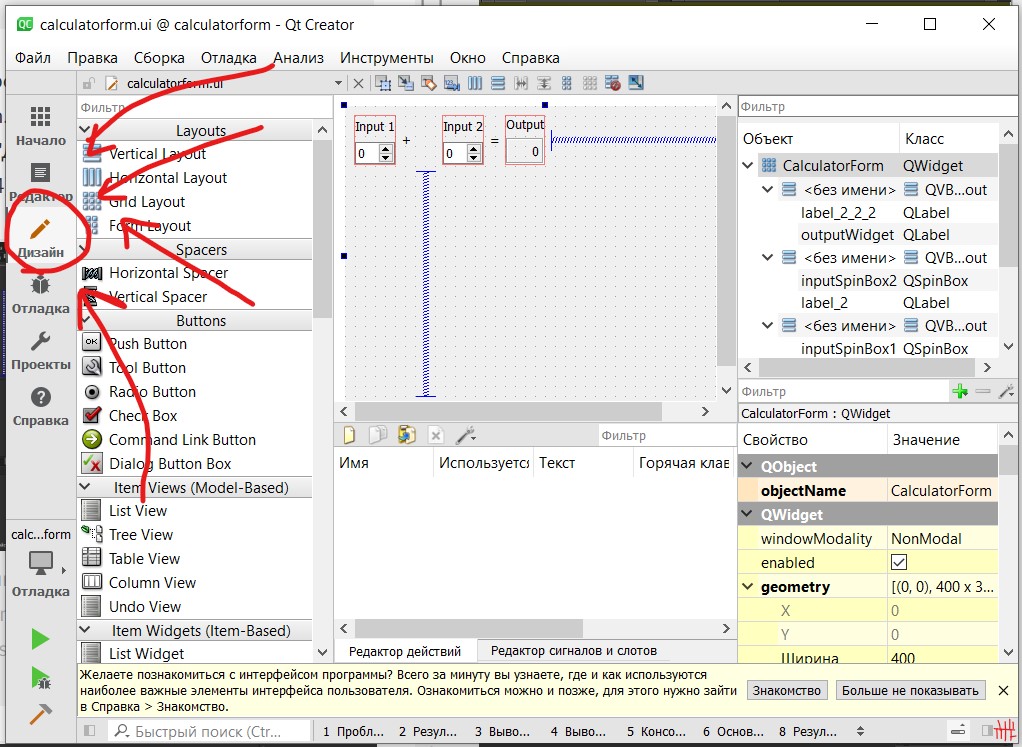 calculatorform.ui @ calculatorform - Qt Creator
Файл Правка Сборка Отладка Анализ Инструменты Окно Справка
calculatorform.ui
Начало
Редактор
Дизайн
Отладка
Проекты
Справка
calc...form
Отладка
Фильтр
Layouts
Vertical Layout
Horizontal Layout
Grid Layout
Form Layout
Spacers
Horizontal Spacer
Vertical Spacer
Buttons
Push Button
Tool Button
Radio Button
Check Box
Command Link Button
Dialog Button Box
Item Views (Model-Based)
List View
Tree View
Table View
Column View
Undo View
Item Widgets (Item-Based)
List Widget
Input 1 Input 2 Output
0 + 0 = 0
Фильтр
Имя Используется Текст Горячая клав
Редактор действий Редактор сигналов и слотов
Фильтр
Объект Класс
CalculatorForm QWidget
<без имени> QVB...out
label_2_2_2 QLabel
outputWidget QLabel
<без имени> QVB...out
inputSpinBox2 QSpinBox
label_2 QLabel
<без имени> QVB...out
inputSpinBox1 QSpinBox
Фильтр
CalculatorForm : QWidget
Свойство Значение
QObject
objectName CalculatorForm
QWidget
windowModality NonModal
enabled
geometry [(0, 0), 400 x 3...
X 0
Y 0
Ширина 400
Желаете познакомиться с интерфейсом программы? Всего за минуту вы узнаете, где и как используются
наиболее важные элементы интерфейса пользователя. Ознакомиться можно и позже, для этого нужно зайти
в Справка > Знакомство.
Знакомство Больше не показывать
Быстрый поиск (Ctr... 1 Пробл... 2 Резул... 3 Выво... 4 Выво... 5 Консо... 6 Основ... 8 Резул...